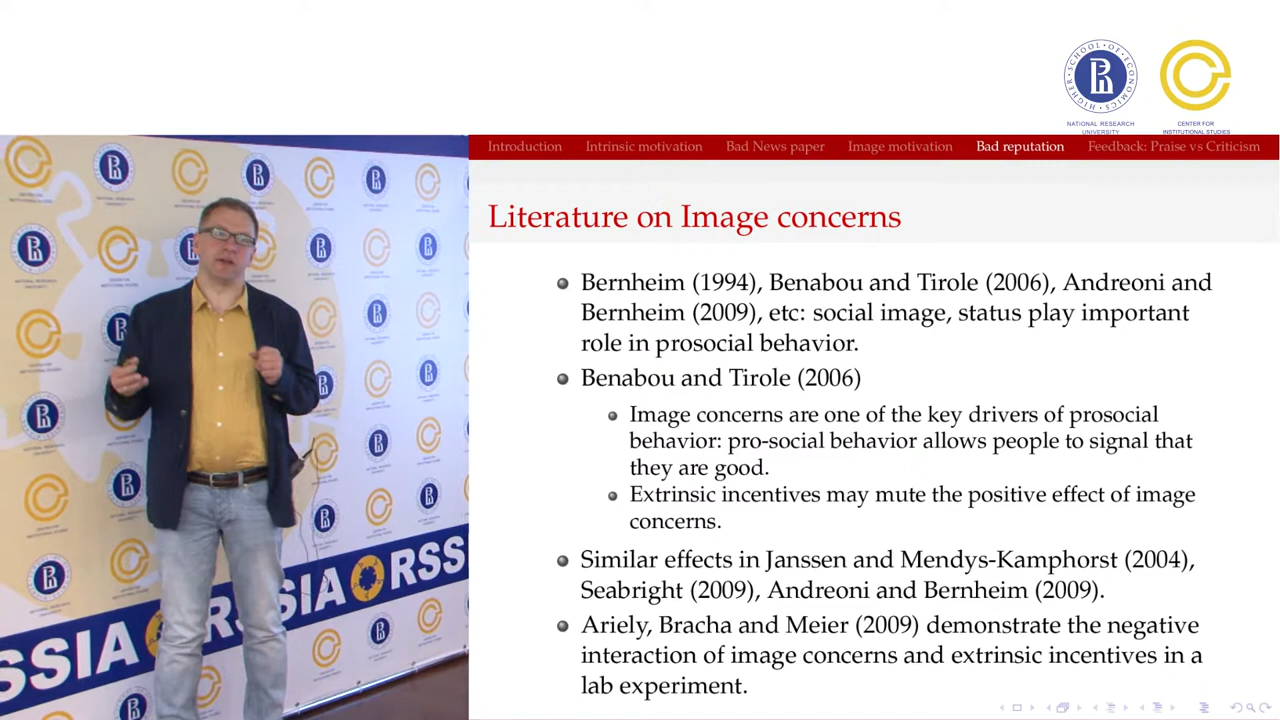 HIGHER SCHOOL OF ECONOMICS
NATIONAL RESEARCH
UNIVERSITY
CENTER FOR
INSTITUTIONAL STUDIES
Introduction Intrinsic motivation Bad News paper Image motivation Bad reputation Feedback: Praise vs Criticism
Literature on Image concerns
Bernheim (1994), Benabou and Tirole (2006), Andreoni and
Bernheim (2009), etc: social image, status play important
role in prosocial behavior.
Benabou and Tirole (2006)
Image concerns are one of the key drivers of prosocial
behavior: pro-social behavior allows people to signal that
they are good.
Extrinsic incentives may mute the positive effect of image
concerns.
Similar effects in Janssen and Mendys-Kamphorst (2004),
Seabright (2009), Andreoni and Bernheim (2009).
Ariely, Bracha and Meier (2009) demonstrate the negative
interaction of image concerns and extrinsic incentives in a
lab experiment.
SSIA RSSIA RSS